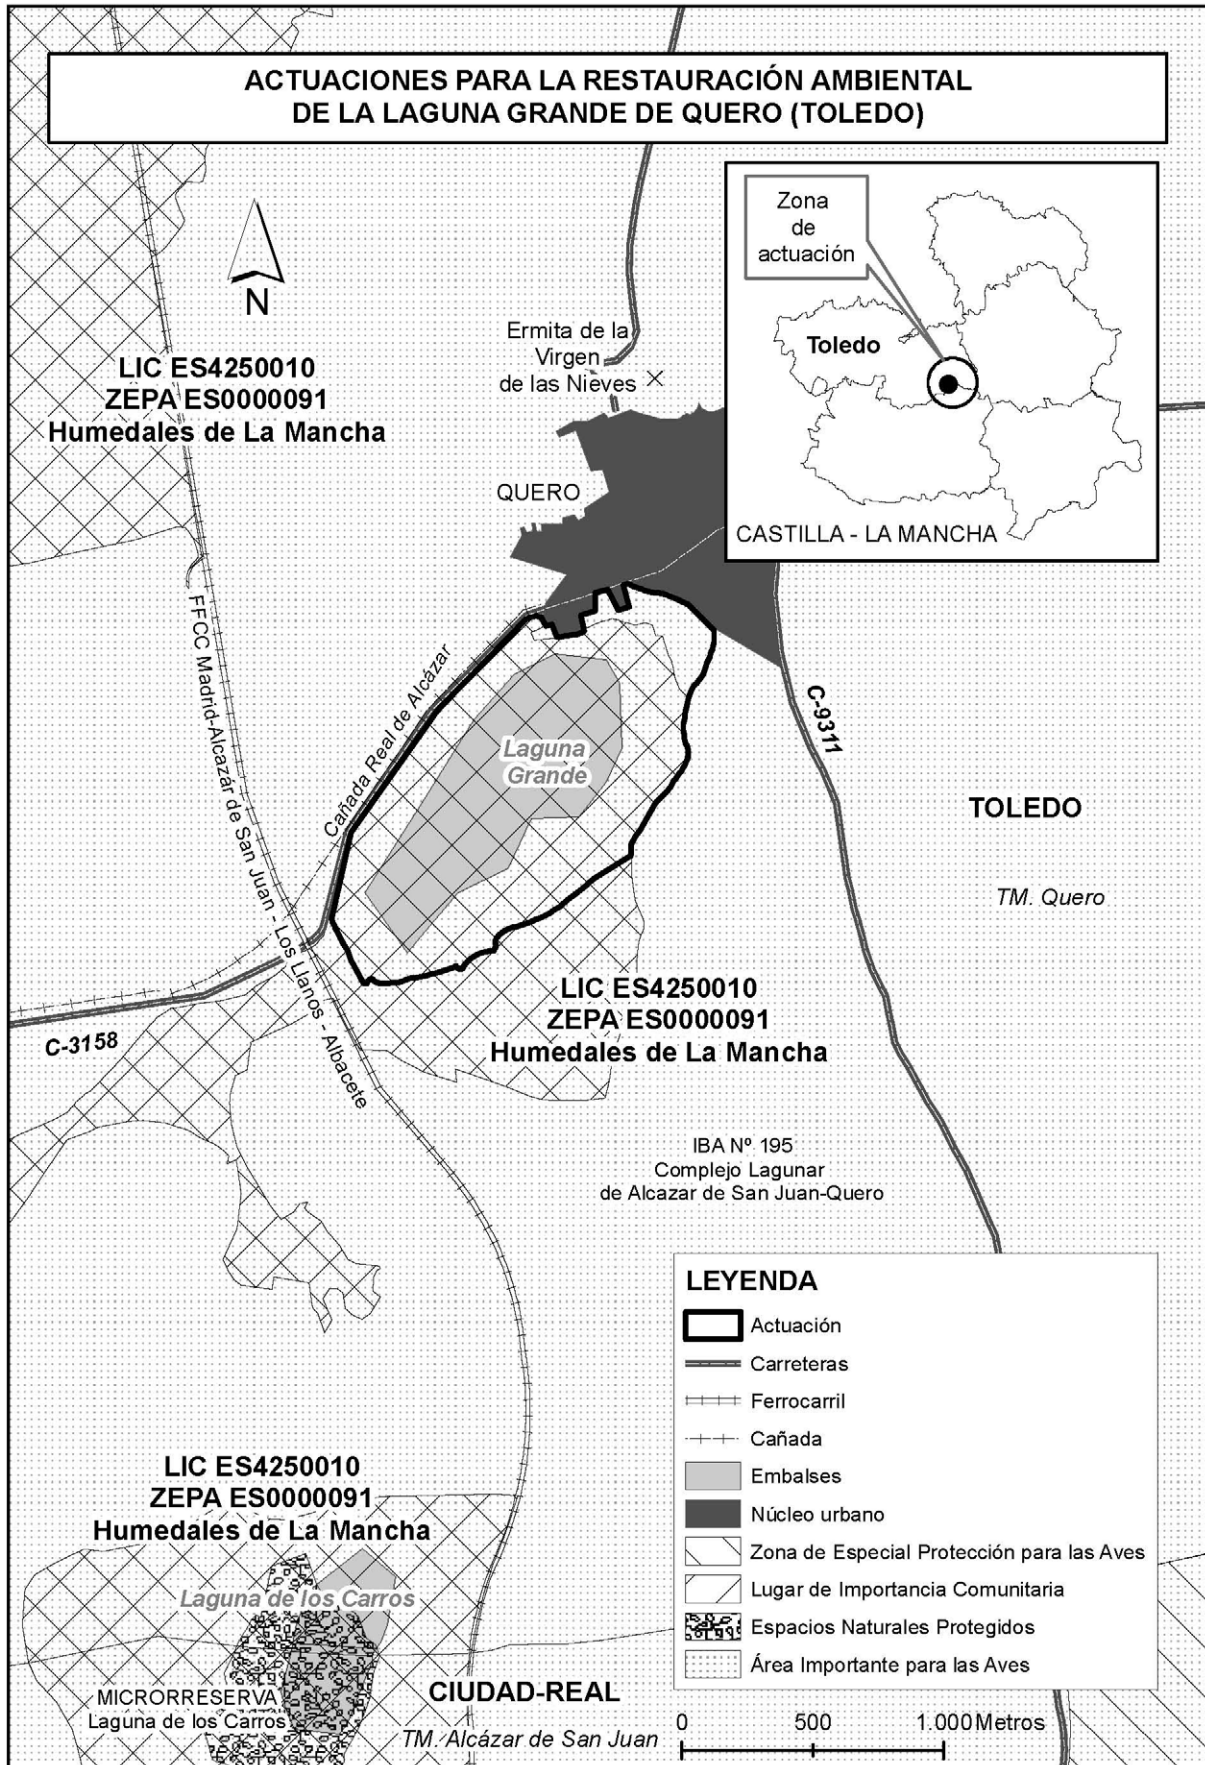 ACTUACIONES PARA LA RESTAURACIÓN AMBIENTAL
DE LA LAGUNA GRANDE DE QUERO (TOLEDO)
Zona
de
actuación
Toledo
CASTILLA - LA MANCHA
N
Ermita de la
Virgen
de las Nieves
LIC ES4250010
ZEPA ES0000091
Humedales de La Mancha
QUERO
FFCC Madrid-Alcazár de San Juan - Los Llanos - Albacete
Cañada Real de Alcázar
Laguna
Grande
C-9311
TOLEDO
TM. Quero
LIC ES4250010
ZEPA ES0000091
Humedales de La Mancha
C-3158
IBA Nº 195
Complejo Lagunar
de Alcazar de San Juan-Quero
LEYENDA
Actuación
Carreteras
Ferrocarril
Cañada
Embalses
Núcleo urbano
Zona de Especial Protección para las Aves
Lugar de Importancia Comunitaria
Espacios Naturales Protegidos
Área Importante para las Aves
LIC ES4250010
ZEPA ES0000091
Humedales de La Mancha
Laguna de los Carros
MICRORRESERVA
Laguna de los Carros
CIUDAD-REAL
TM. Alcázar de San Juan
0 500 1.000 Metros